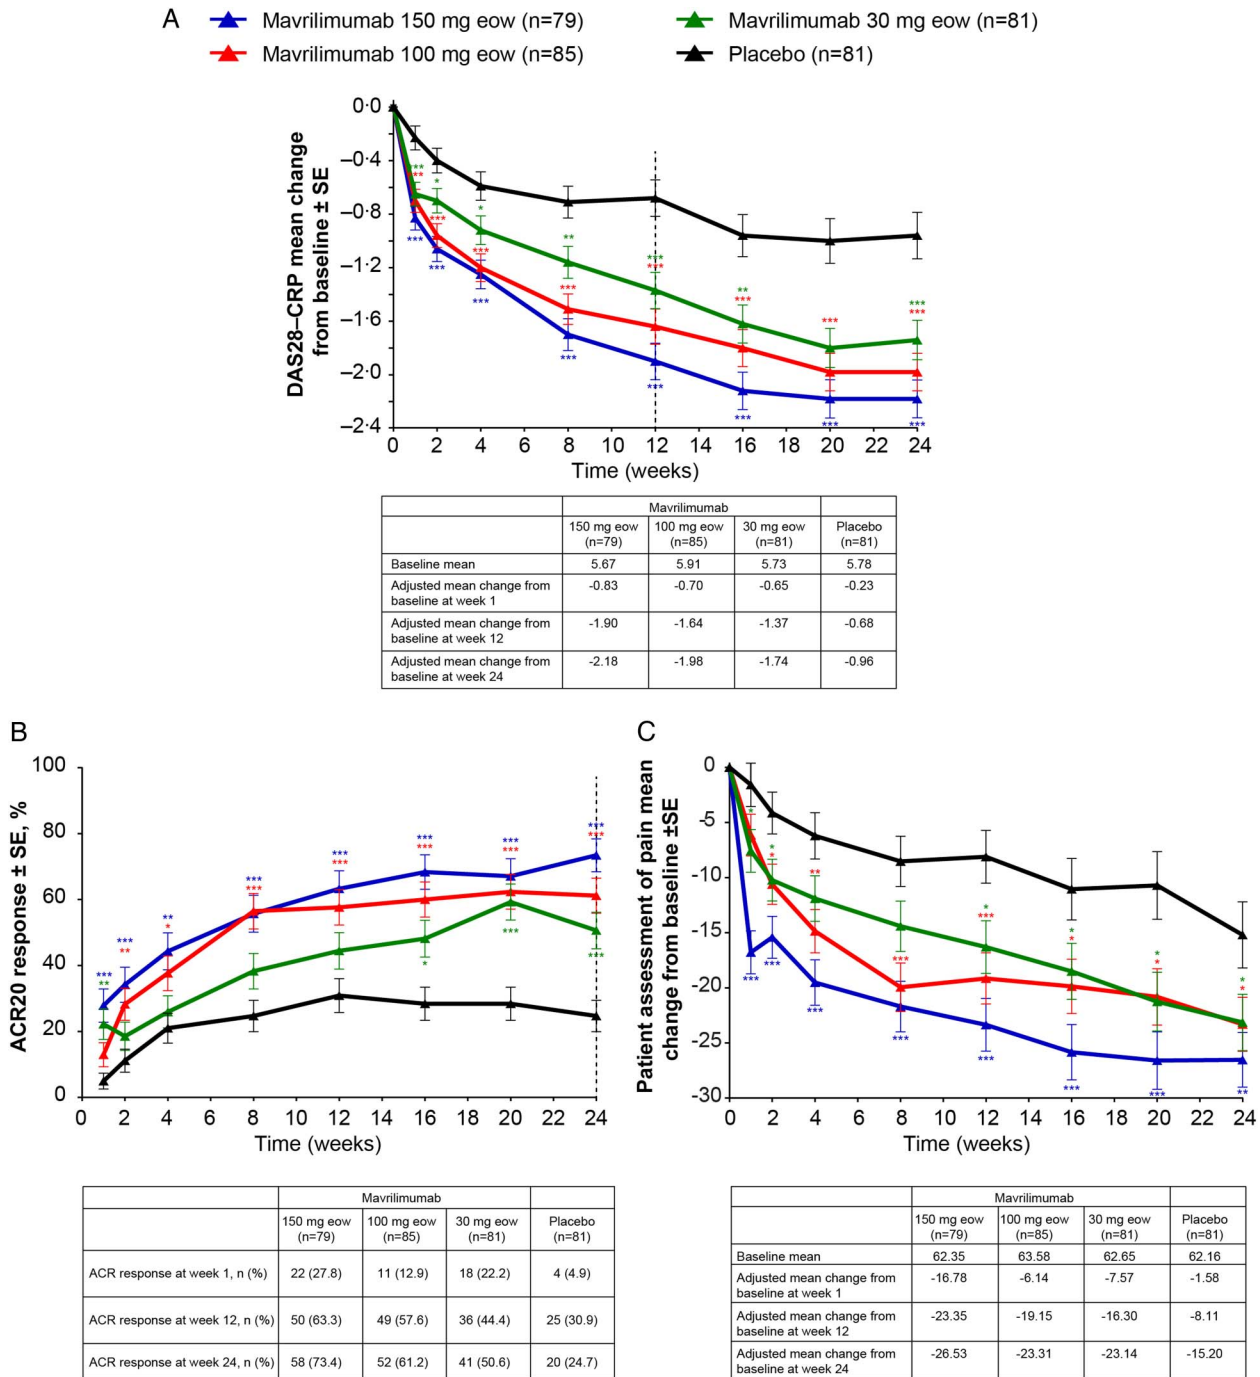 A
Mavrilimumab 150 mg eow (n=79)
Mavrilimumab 30 mg eow (n=81)
Mavrilimumab 100 mg eow (n=85)
Placebo (n=81)
DAS28–CRP mean change
from baseline ± SE
0·0
–0·4
–0·8
–1·2
–1·6
–2·0
–2·4
0 2 4 6 8 10 12 14 16 18 20 22 24
Time (weeks)
Mavrilimumab
150 mg eow (n=79) 100 mg eow (n=85) 30 mg eow (n=81) Placebo (n=81)
Baseline mean 5.67 5.91 5.73 5.78
Adjusted mean change from baseline at week 1 -0.83 -0.70 -0.65 -0.23
Adjusted mean change from baseline at week 12 -1.90 -1.64 -1.37 -0.68
Adjusted mean change from baseline at week 24 -2.18 -1.98 -1.74 -0.96
B
ACR20 response ± SE, %
100
80
60
40
20
0
0 2 4 6 8 10 12 14 16 18 20 22 24
Time (weeks)
Mavrilimumab
150 mg eow (n=79) 100 mg eow (n=85) 30 mg eow (n=81) Placebo (n=81)
ACR response at week 1, n (%) 22 (27.8) 11 (12.9) 18 (22.2) 4 (4.9)
ACR response at week 12, n (%) 50 (63.3) 49 (57.6) 36 (44.4) 25 (30.9)
ACR response at week 24, n (%) 58 (73.4) 52 (61.2) 41 (50.6) 20 (24.7)
C
Patient assessment of pain mean
change from baseline ±SE
0
-5
-10
-15
-20
-25
-30
0 2 4 6 8 10 12 14 16 18 20 22 24
Time (weeks)
Mavrilimumab
150 mg eow (n=79) 100 mg eow (n=85) 30 mg eow (n=81) Placebo (n=81)
Baseline mean 62.35 63.58 62.65 62.16
Adjusted mean change from baseline at week 1 -16.78 -6.14 -7.57 -1.58
Adjusted mean change from baseline at week 12 -23.35 -19.15 -16.30 -8.11
Adjusted mean change from baseline at week 24 -26.53 -23.31 -23.14 -15.20